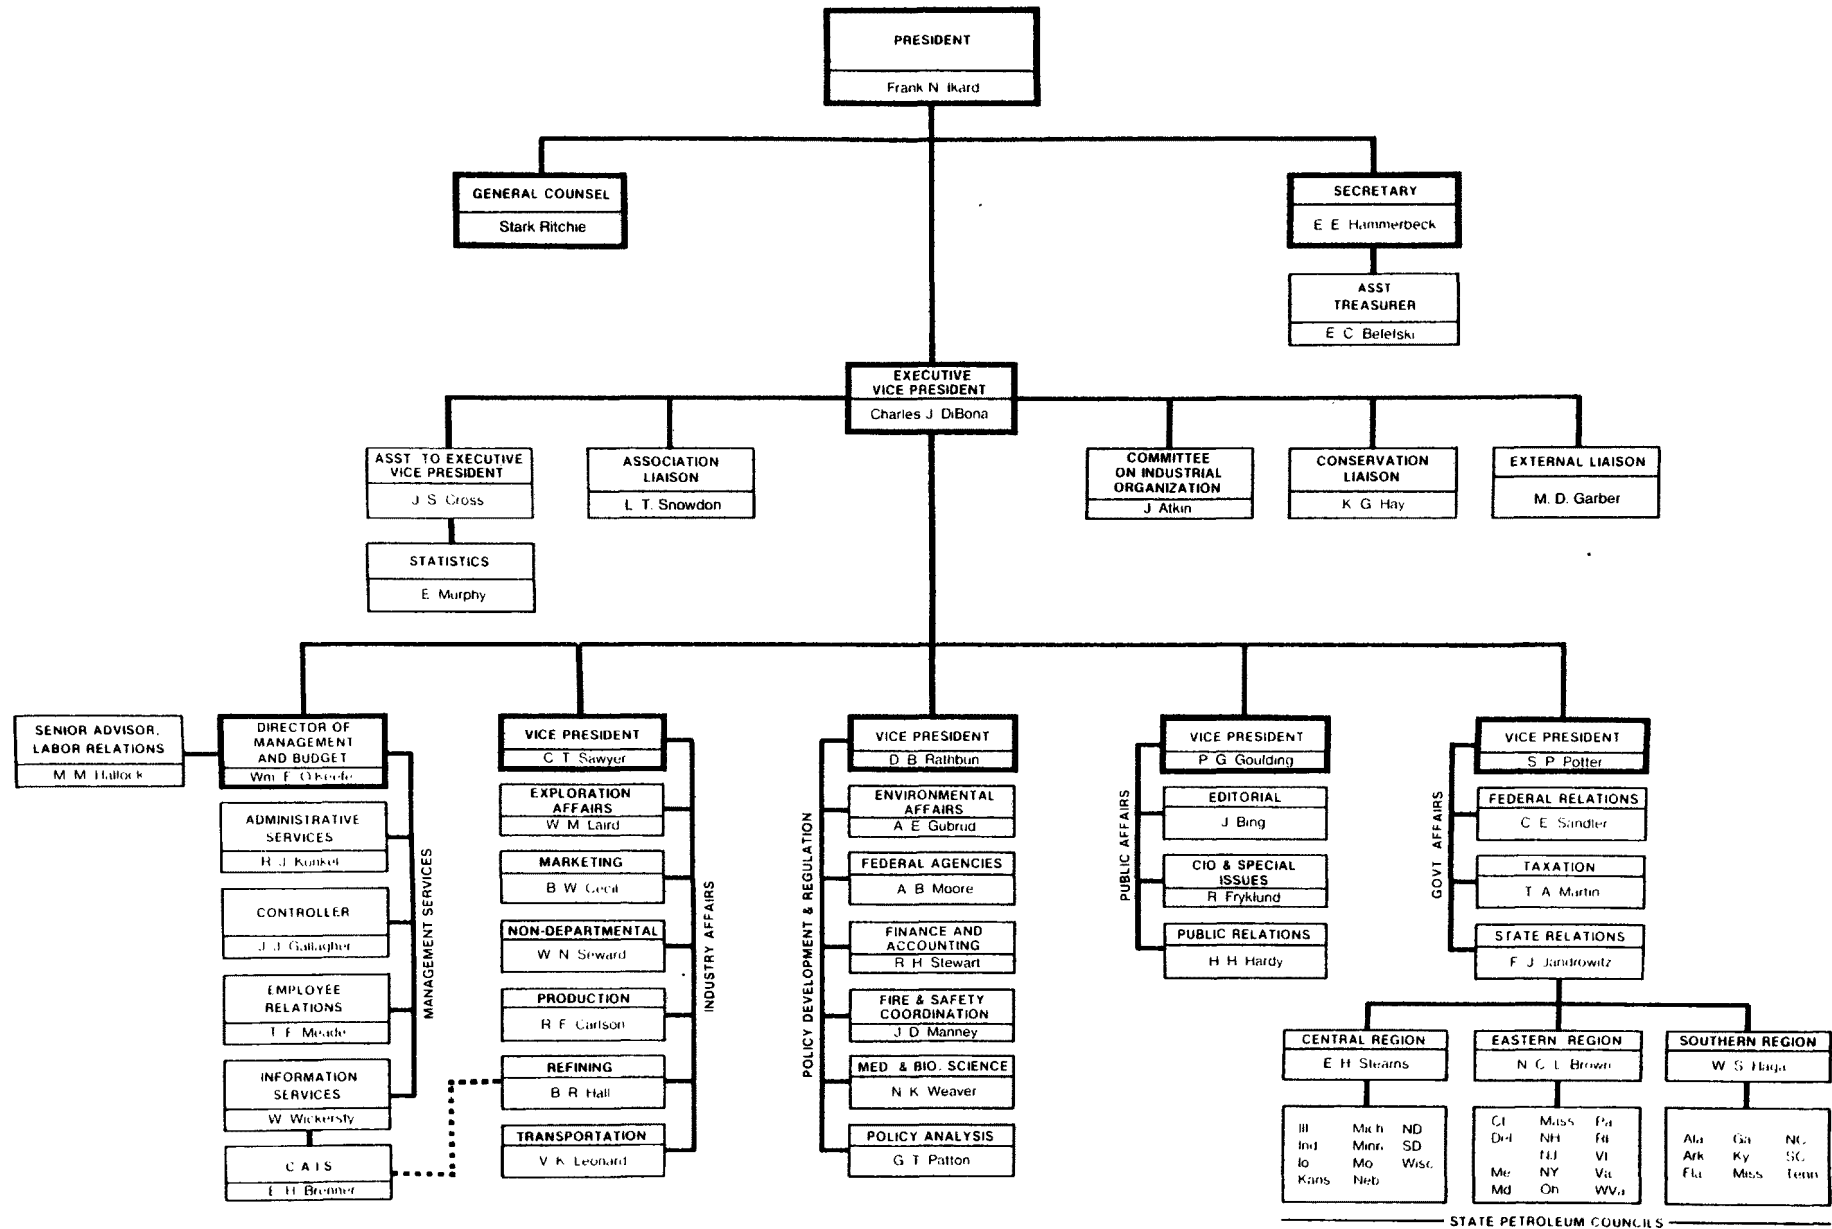 PRESIDENT
Frank N. Ikard
GENERAL COUNSEL
Stark Ritchie
SECRETARY
E E Hammerbeck
ASST
TREASURER
E C Belefski
EXECUTIVE
VICE PRESIDENT
Charles J. DiBona
ASST TO EXECUTIVE
VICE PRESIDENT
J S Cross
STATISTICS
E. Murphy
ASSOCIATION
LIAISON
L T. Snowdon
COMMITTEE
ON INDUSTRIAL
ORGANIZATION
J Atkin
CONSERVATION
LIAISON
K G Hay
EXTERNAL LIAISON
M. D. Garber
SENIOR ADVISOR,
LABOR RELATIONS
M M Hallock
DIRECTOR OF
MANAGEMENT
AND BUDGET
Wm F O'Keefe
ADMINISTRATIVE
SERVICES
R J Kunkel
CONTROLLER
J J Gallagher
EMPLOYEE
RELATIONS
T F Meade
INFORMATION
SERVICES
W Wickersty
C A T S
E H Brenner
MANAGEMENT SERVICES
VICE PRESIDENT
C T Sawyer
EXPLORATION
AFFAIRS
W M Laird
MARKETING
B W Cecil
NON-DEPARTMENTAL
W N Seward
PRODUCTION
R F Carlson
REFINING
B R Hall
TRANSPORTATION
V K Leonard
INDUSTRY AFFAIRS
VICE PRESIDENT
D B Rathbun
ENVIRONMENTAL
AFFAIRS
A E Gubrud
FEDERAL AGENCIES
A B Moore
FINANCE AND
ACCOUNTING
R H Stewart
FIRE & SAFETY
COORDINATION
J D Manney
MED & BIO. SCIENCE
N K Weaver
POLICY ANALYSIS
G T Patton
POLICY DEVELOPMENT & REGULATION
VICE PRESIDENT
P G Goulding
EDITORIAL
J Bing
CIO & SPECIAL
ISSUES
R Fryklund
PUBLIC RELATIONS
H H Hardy
PUBLIC AFFAIRS
VICE PRESIDENT
S P Potter
FEDERAL RELATIONS
C E Sandler
TAXATION
T A Martin
STATE RELATIONS
F J Jandrowitz
GOVT AFFAIRS
CENTRAL REGION
E H Stearns
Ill Mich ND
Ind Minn SD
Io Mo Wisc
Kans Neb
EASTERN REGION
N C L Brown
Ct Mass Pa
Del NH RI
NJ VI
Me NY Va
Md Oh WVa
SOUTHERN REGION
W S Haga
Ala Ga NC
Ark Ky SC
Fla Miss Tenn
STATE PETROLEUM COUNCILS